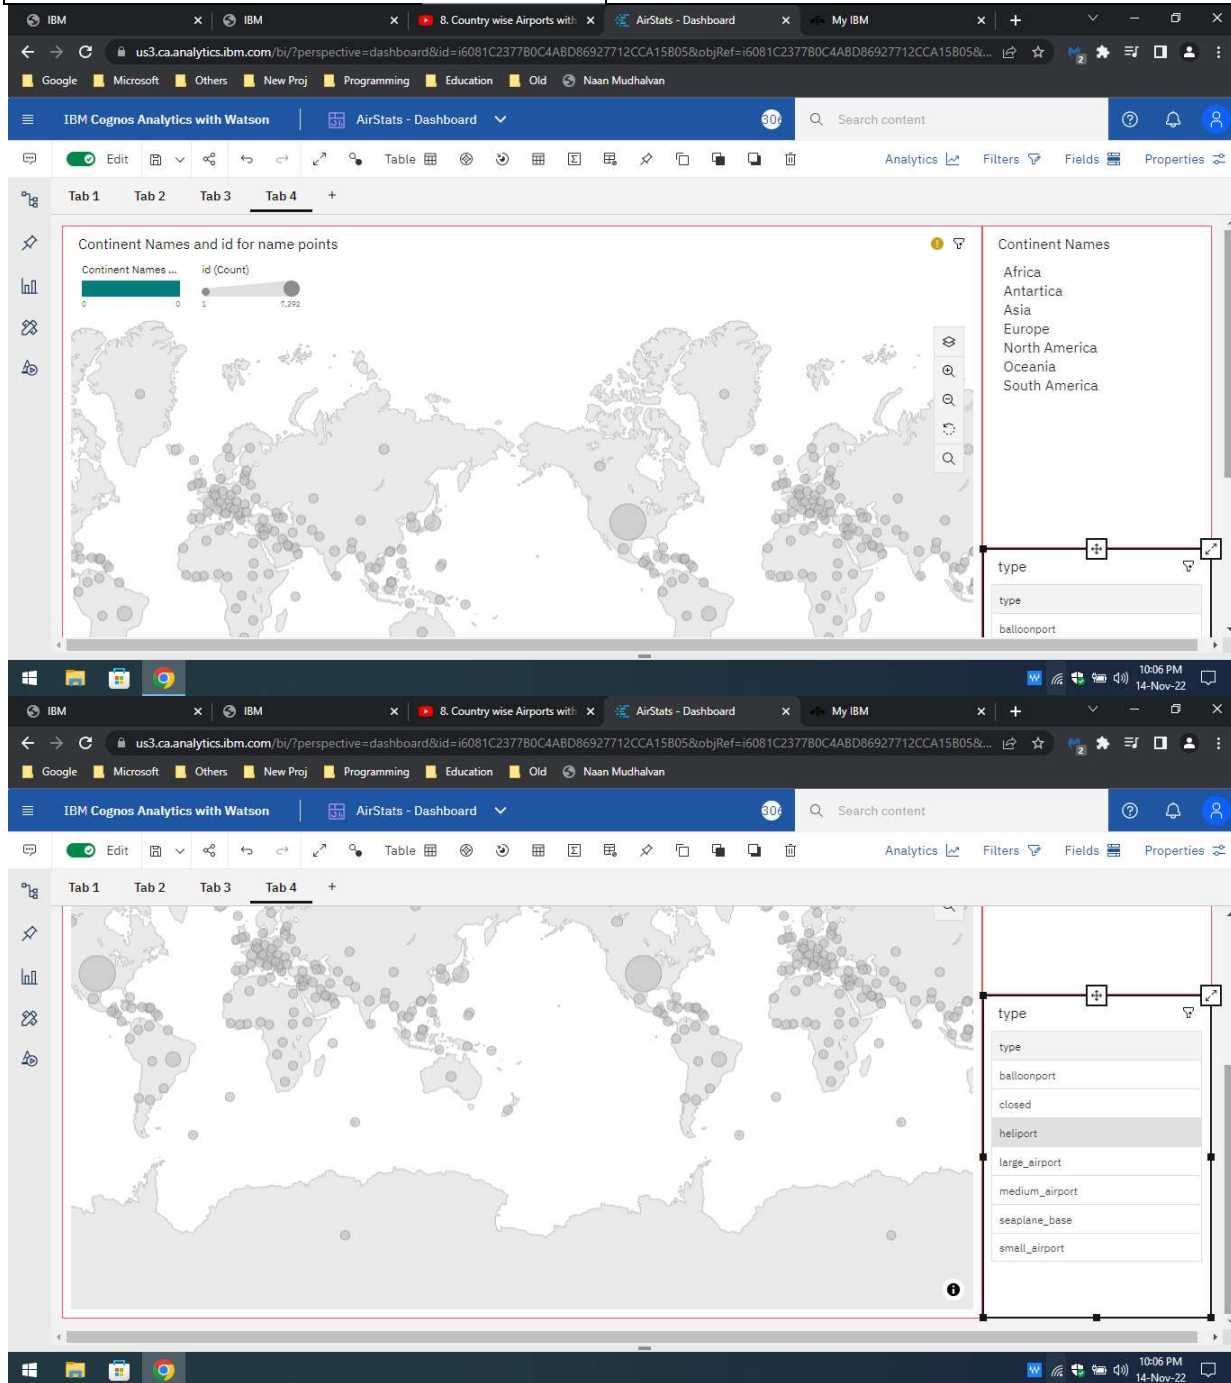 IBM IBM 8. Country wise Airports with AirStats - Dashboard My IBM
us3.ca.analytics.ibm.com/bi/?perspective=dashboard&id=i6081C2377B0C4ABD86927712CCA15B05&objRef=i6081C2377B0C4ABD86927712CCA15B05&... 2
Google Microsoft Others New Proj Programming Education Old Naan Mudhalvan
IBM Cognos Analytics with Watson AirStats - Dashboard 306 Search content
Edit Table Analytics Filters Fields Properties
Tab 1 Tab 2 Tab 3 Tab 4 +
Continent Names and id for name points
Continent Names ... id (Count)
0 0 1 7,292
Continent Names
Africa
Antartica
Asia
Europe
North America
Oceania
South America
type
type
balloonport
10:06 PM
14-Nov-22
IBM IBM 8. Country wise Airports with AirStats - Dashboard My IBM
us3.ca.analytics.ibm.com/bi/?perspective=dashboard&id=i6081C2377B0C4ABD86927712CCA15B05&objRef=i6081C2377B0C4ABD86927712CCA15B05&... 2
Google Microsoft Others New Proj Programming Education Old Naan Mudhalvan
IBM Cognos Analytics with Watson AirStats - Dashboard 306 Search content
Edit Table Analytics Filters Fields Properties
Tab 1 Tab 2 Tab 3 Tab 4 +
type
type
balloonport
closed
heliport
large_airport
medium_airport
seaplane_base
small_airport
10:06 PM
14-Nov-22